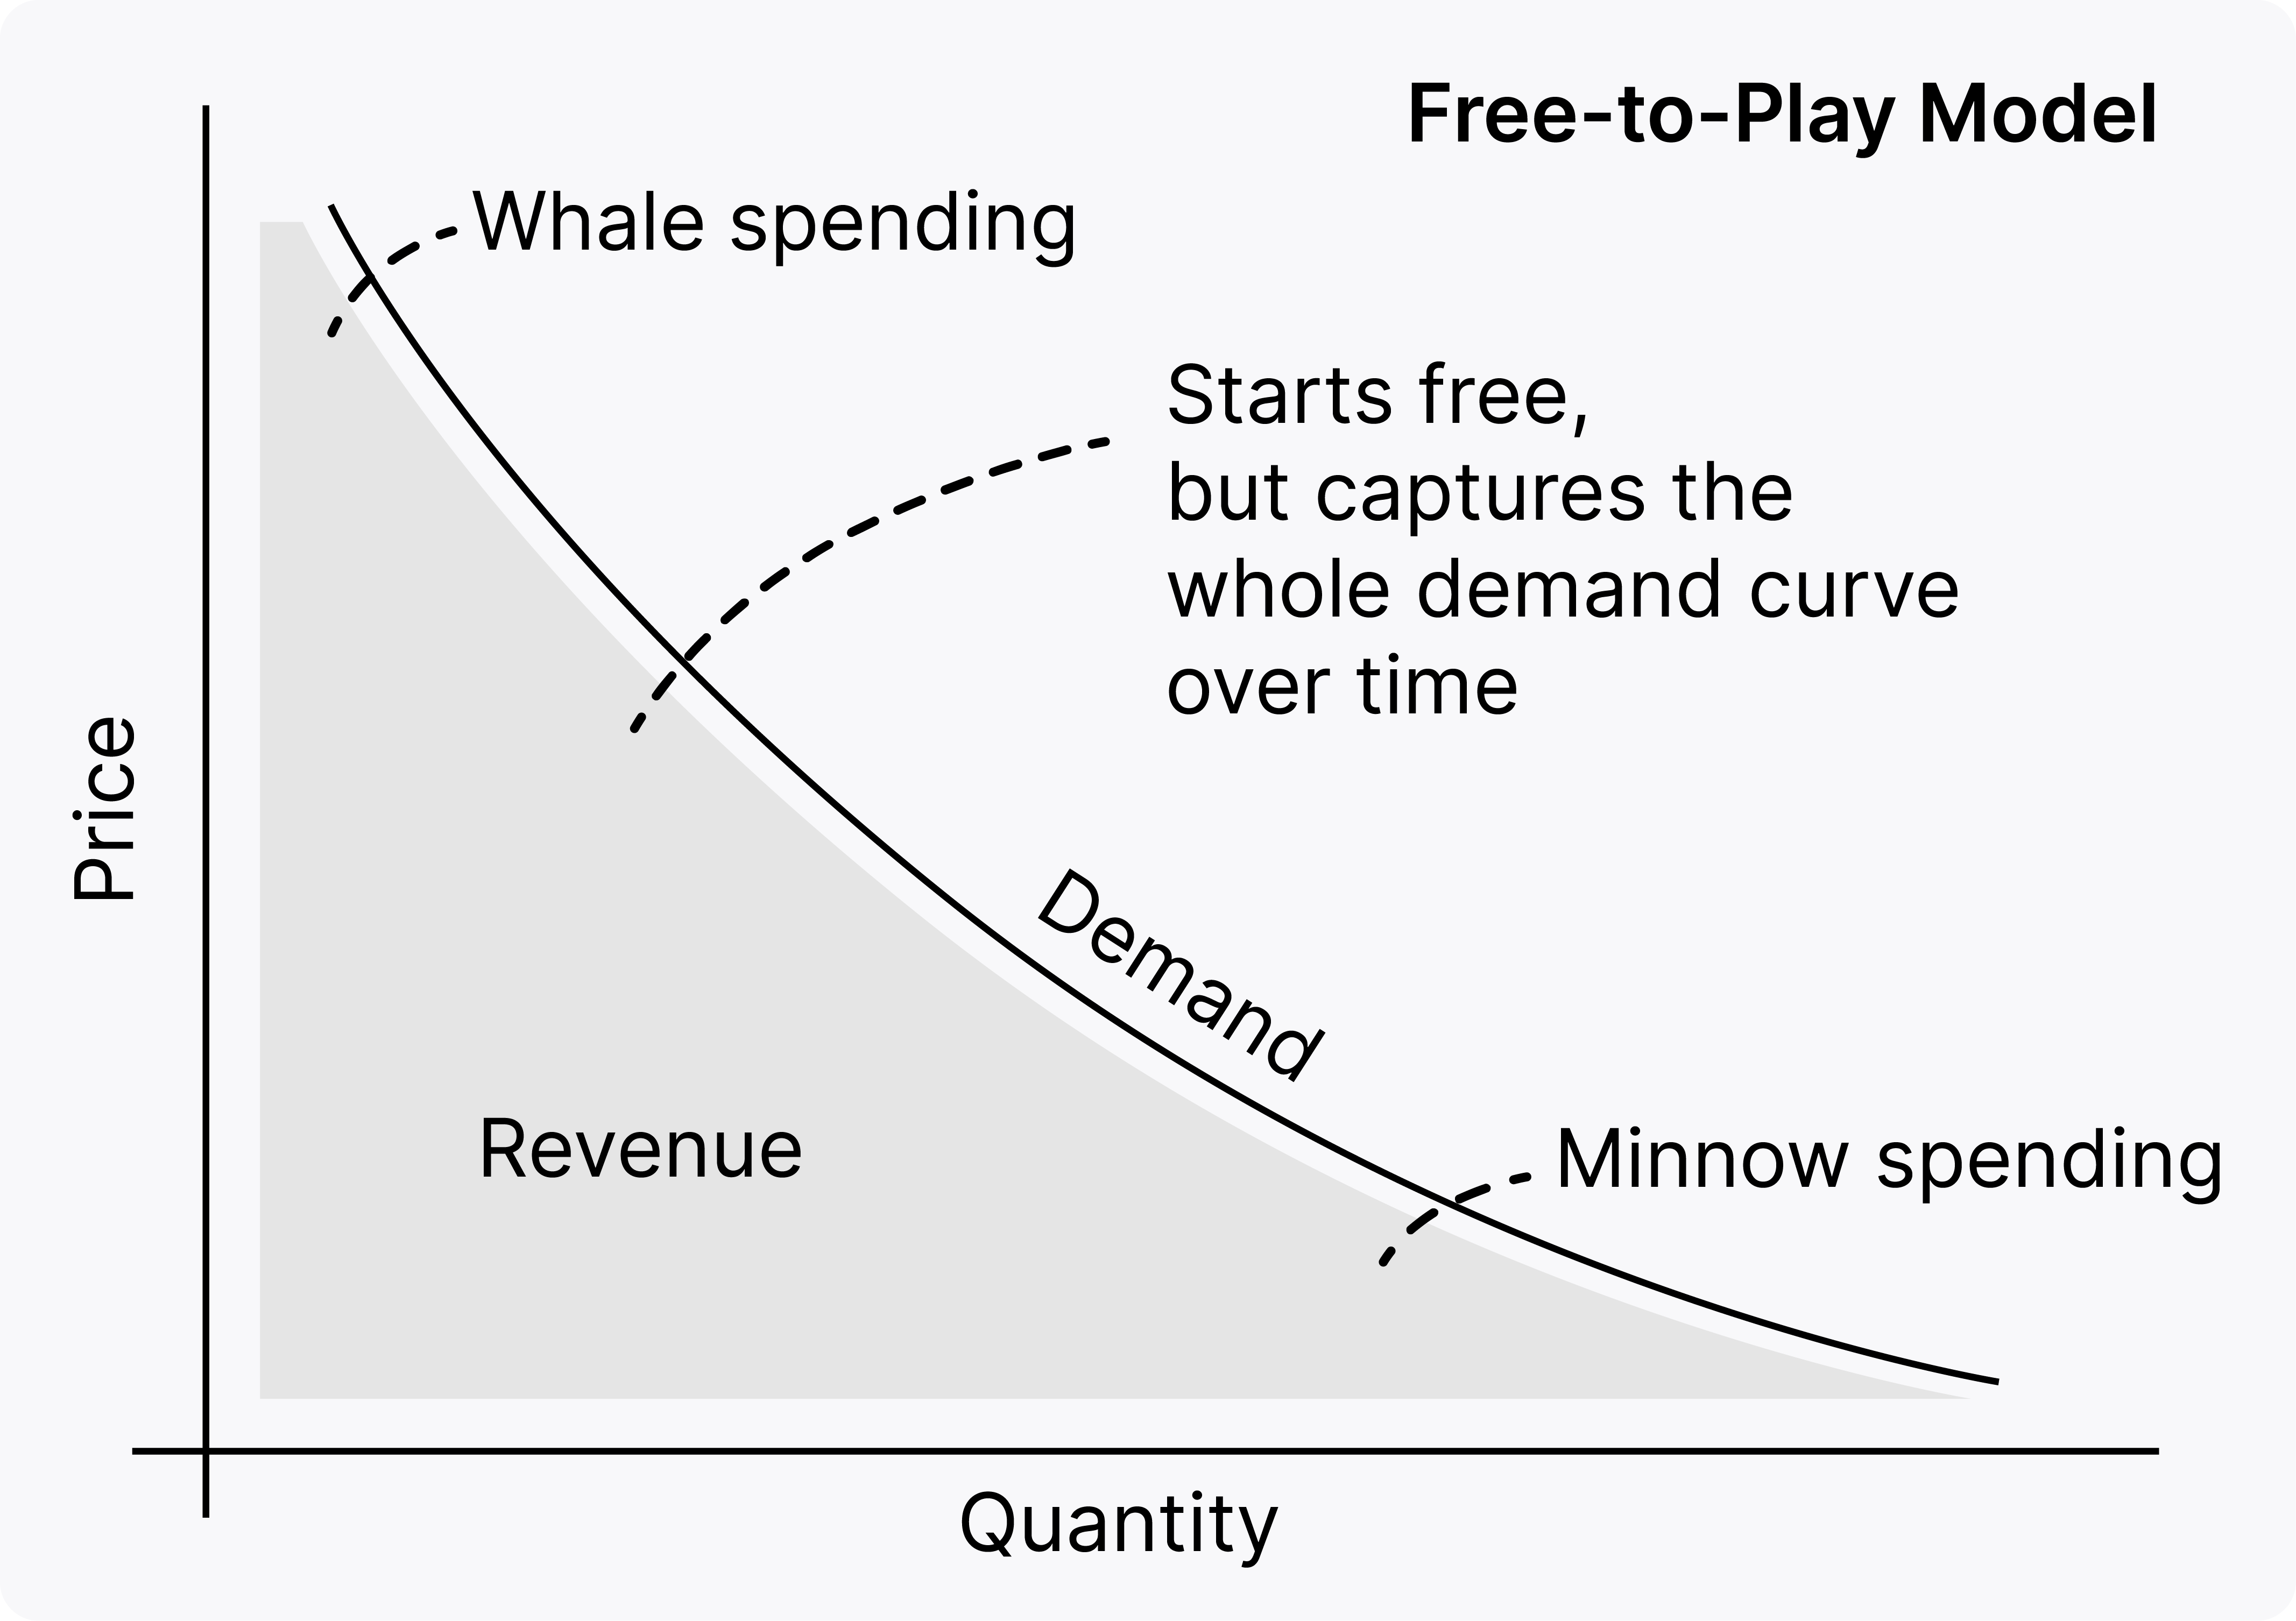 Free-to-Play Model
Whale spending
Starts free,
but captures the
whole demand curve
over time
Price
Demand
Revenue
Minnow spending
Quantity